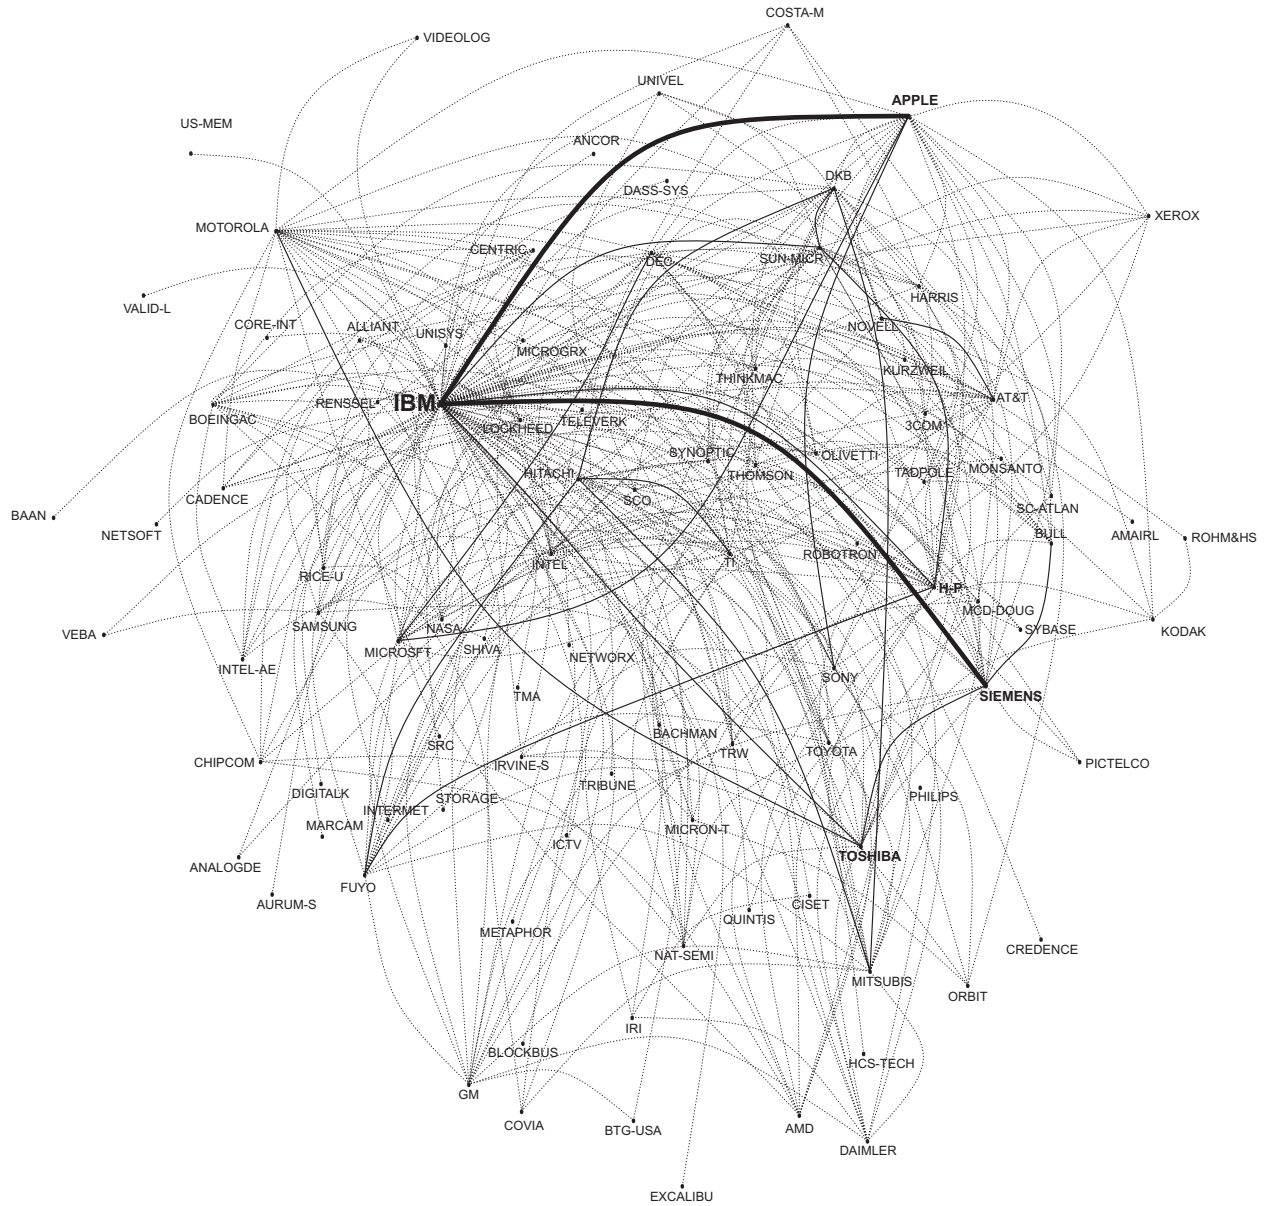 COSTA-M
VIDEOLOG
UNIVEL
APPLE
US-MEM
ANCOR
DKB
DASS-SYS
XEROX
MOTOROLA
CENTRIC
DEC
SUN-MICR
HARRIS
VALID-L
CORE-INT
ALLIANT
UNISYS
NOVELL
MICROGRX
KURZWEIL
THINKMAC
RENSSEL
IBM
AT&T
BOEINGAC
LOCKHEED
TELEVERK
3COM
SYNOPTIC
OLIVETTI
MONSANTO
HITACHI
THOMSON
TADPOLE
CADENCE
SCO
SC-ATLAN
BAAN
NETSOFT
BULL
AMAIRL
ROHM&HS
ROBOTRON
INTEL
TI
RICE-U
H-P
MCD-DOUG
SAMSUNG
NASA
SYBASE
KODAK
VEBA
MICROSFT
SHIVA
NETWORX
INTEL-AE
SONY
TMA
SIEMENS
BACHMAN
SRC
TRW
TOYOTA
CHIPCOM
IRVINE-S
PICTELCO
DIGITALK
TRIBUNE
STORAGE
PHILIPS
INTERMET
MARCAM
MICRON-T
ICTV
TOSHIBA
ANALOGDE
FUYO
AURUM-S
CISET
QUINTIS
METAPHOR
NAT-SEMI
CREDENCE
MITSUBIS
ORBIT
IRI
BLOCKBUS
HCS-TECH
GM
COVIA
BTG-USA
AMD
DAIMLER
EXCALIBU